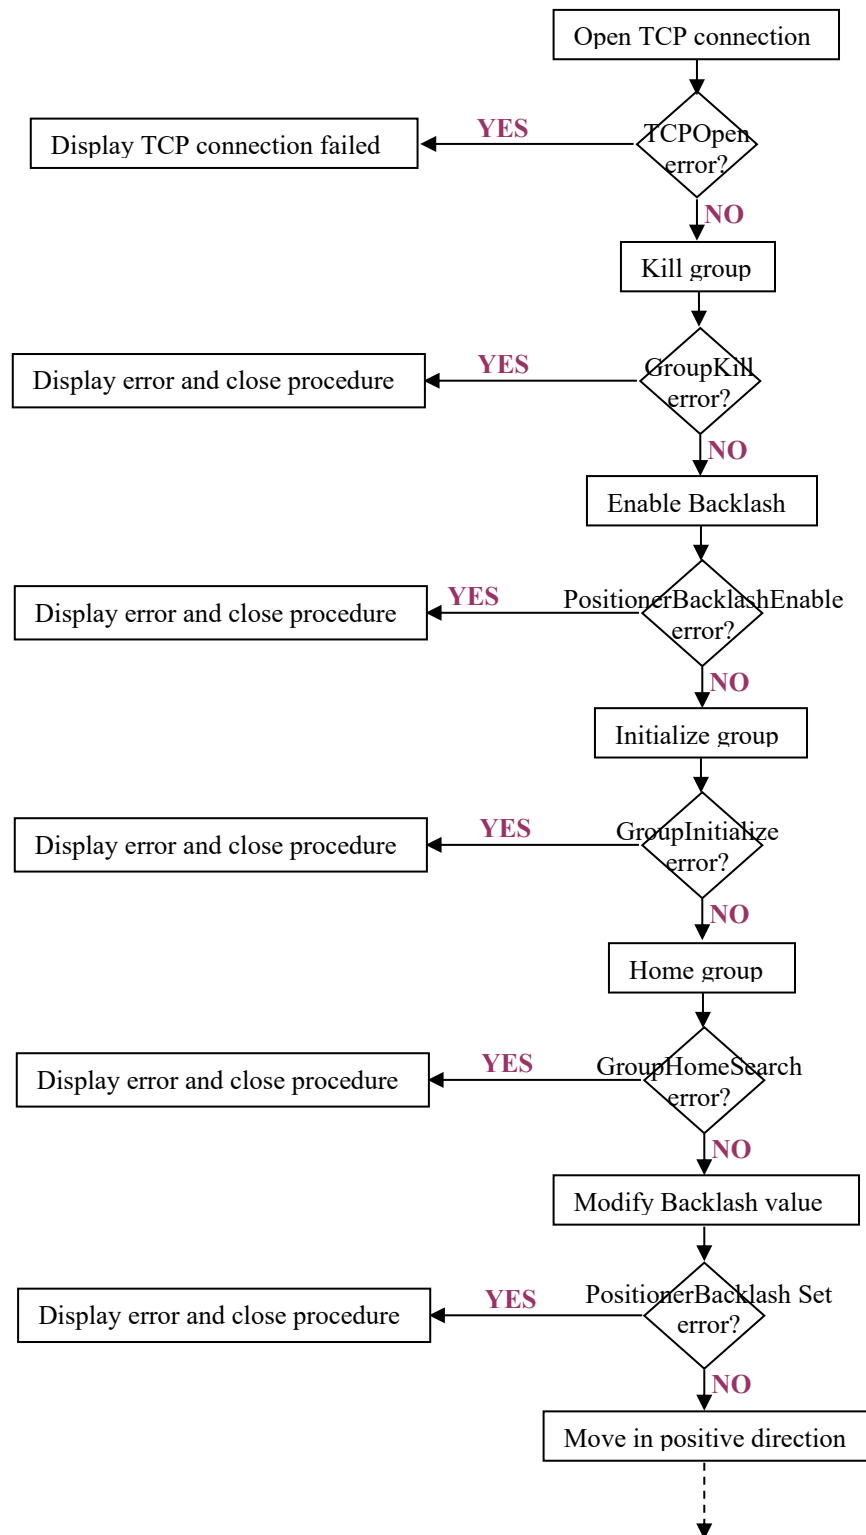 Open TCP connection
TCPOpen
error?
YES
Display TCP connection failed
NO
Kill group
GroupKill
error?
YES
Display error and close procedure
NO
Enable Backlash
PositionerBacklashEnable
error?
YES
Display error and close procedure
NO
Initialize group
GroupInitialize
error?
YES
Display error and close procedure
NO
Home group
GroupHomeSearch
error?
YES
Display error and close procedure
NO
Modify Backlash value
PositionerBacklash Set
error?
YES
Display error and close procedure
NO
Move in positive direction